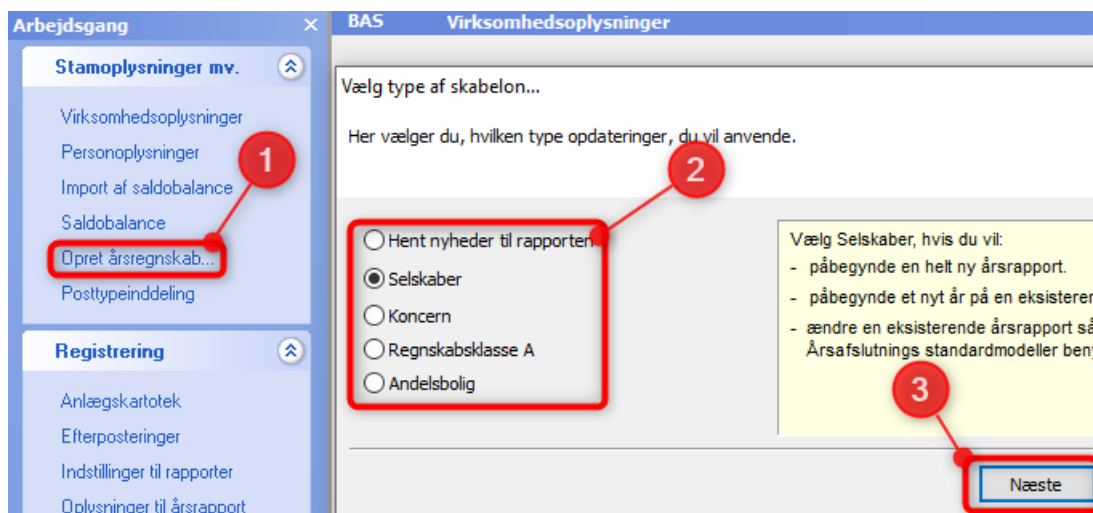 Arbejdsgang
Stamoplysninger mv.
Virksomhedsoplysninger
Personoplysninger
Import af saldobalance
Saldobalance
Opret årsregnskab...
Posttypeinddeling
Registrering
Anlægskartotek
Efterposteringer
Indstillinger til rapporter
Oplysninger til årsrapport
1
BAS Virksomhedsoplysninger
Vælg type af skabelon...
Her vælger du, hvilken type opdateringer, du vil anvende.
2
Hent nyheder til rapporten
Selskaber
Koncern
Regnskabsklasse A
Andelsbolig
Vælg Selskaber, hvis du vil:
- påbegynde en helt ny årsrapport.
- påbegynde et nyt år på en
- ændre en eksisterende årsrapport
Årsafslutnings standardmodeller
3
Næste